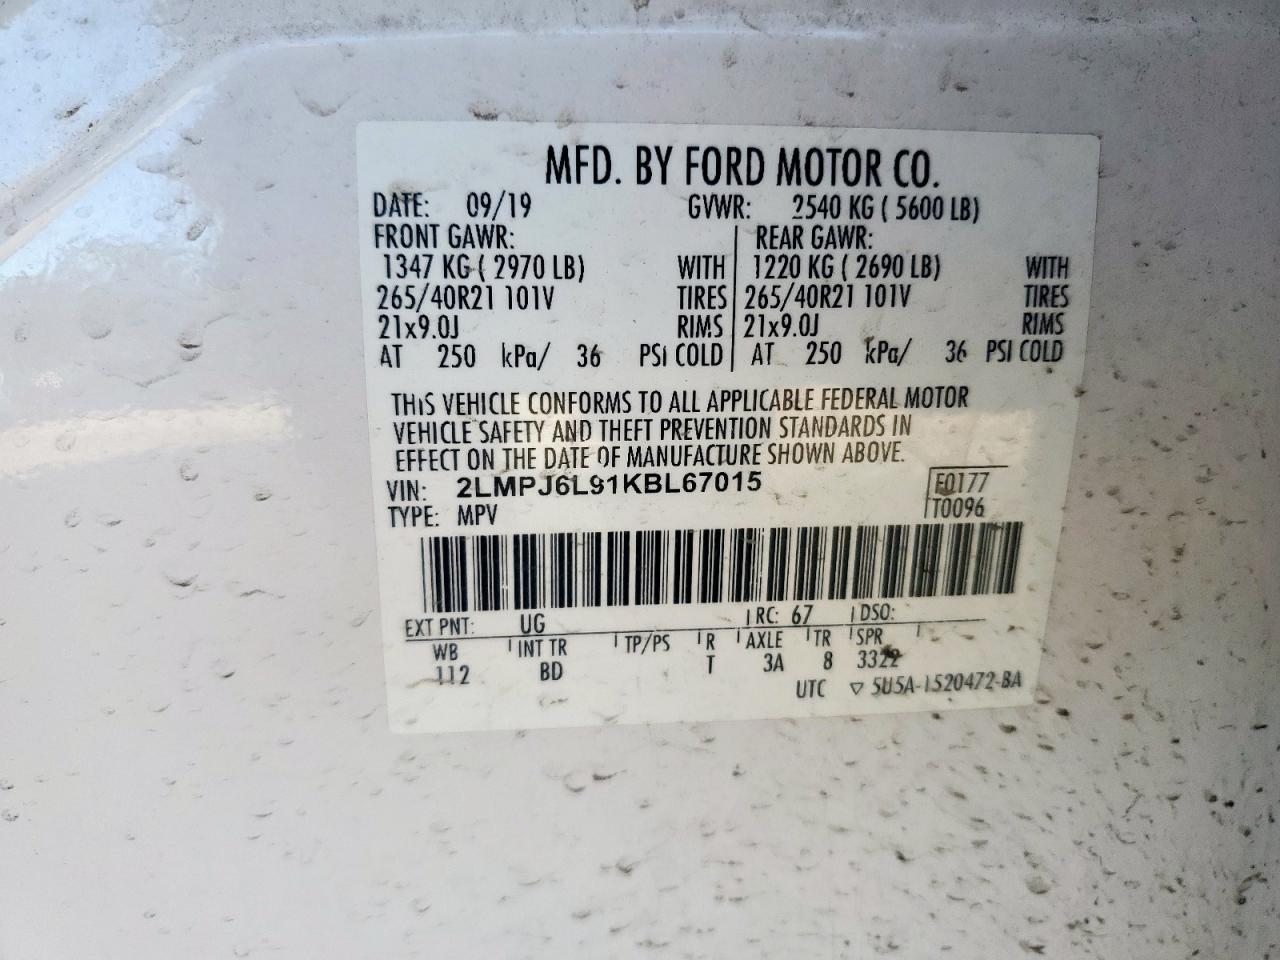 MFD. BY FORD MOTOR CO.
DATE: 09/19 GVWR: 2540 KG ( 5600 LB)
FRONT GAWR: REAR GAWR:
1347 KG ( 2970 LB) WITH 1220 KG ( 2690 LB) WITH
265/40R21 101V TIRES 265/40R21 101V TIRES
21x9.0J RIMS 21x9.0J RIMS
AT 250 kPa/ 36 PSI COLD AT 250 kPa/ 36 PSI COLD
THIS VEHICLE CONFORMS TO ALL APPLICABLE FEDERAL MOTOR
VEHICLE SAFETY AND THEFT PREVENTION STANDARDS IN
EFFECT ON THE DATE OF MANUFACTURE SHOWN ABOVE.
VIN: 2LMPJ6L91KBL67015 F0177
TYPE: MPV T0096
EXT PNT: UG RC: 67 DSO:
WB INT TR TP/PS R AXLE TR SPR
112 BD T 3A 8 3322
UTC ▽ 5U5A-1520472-BA